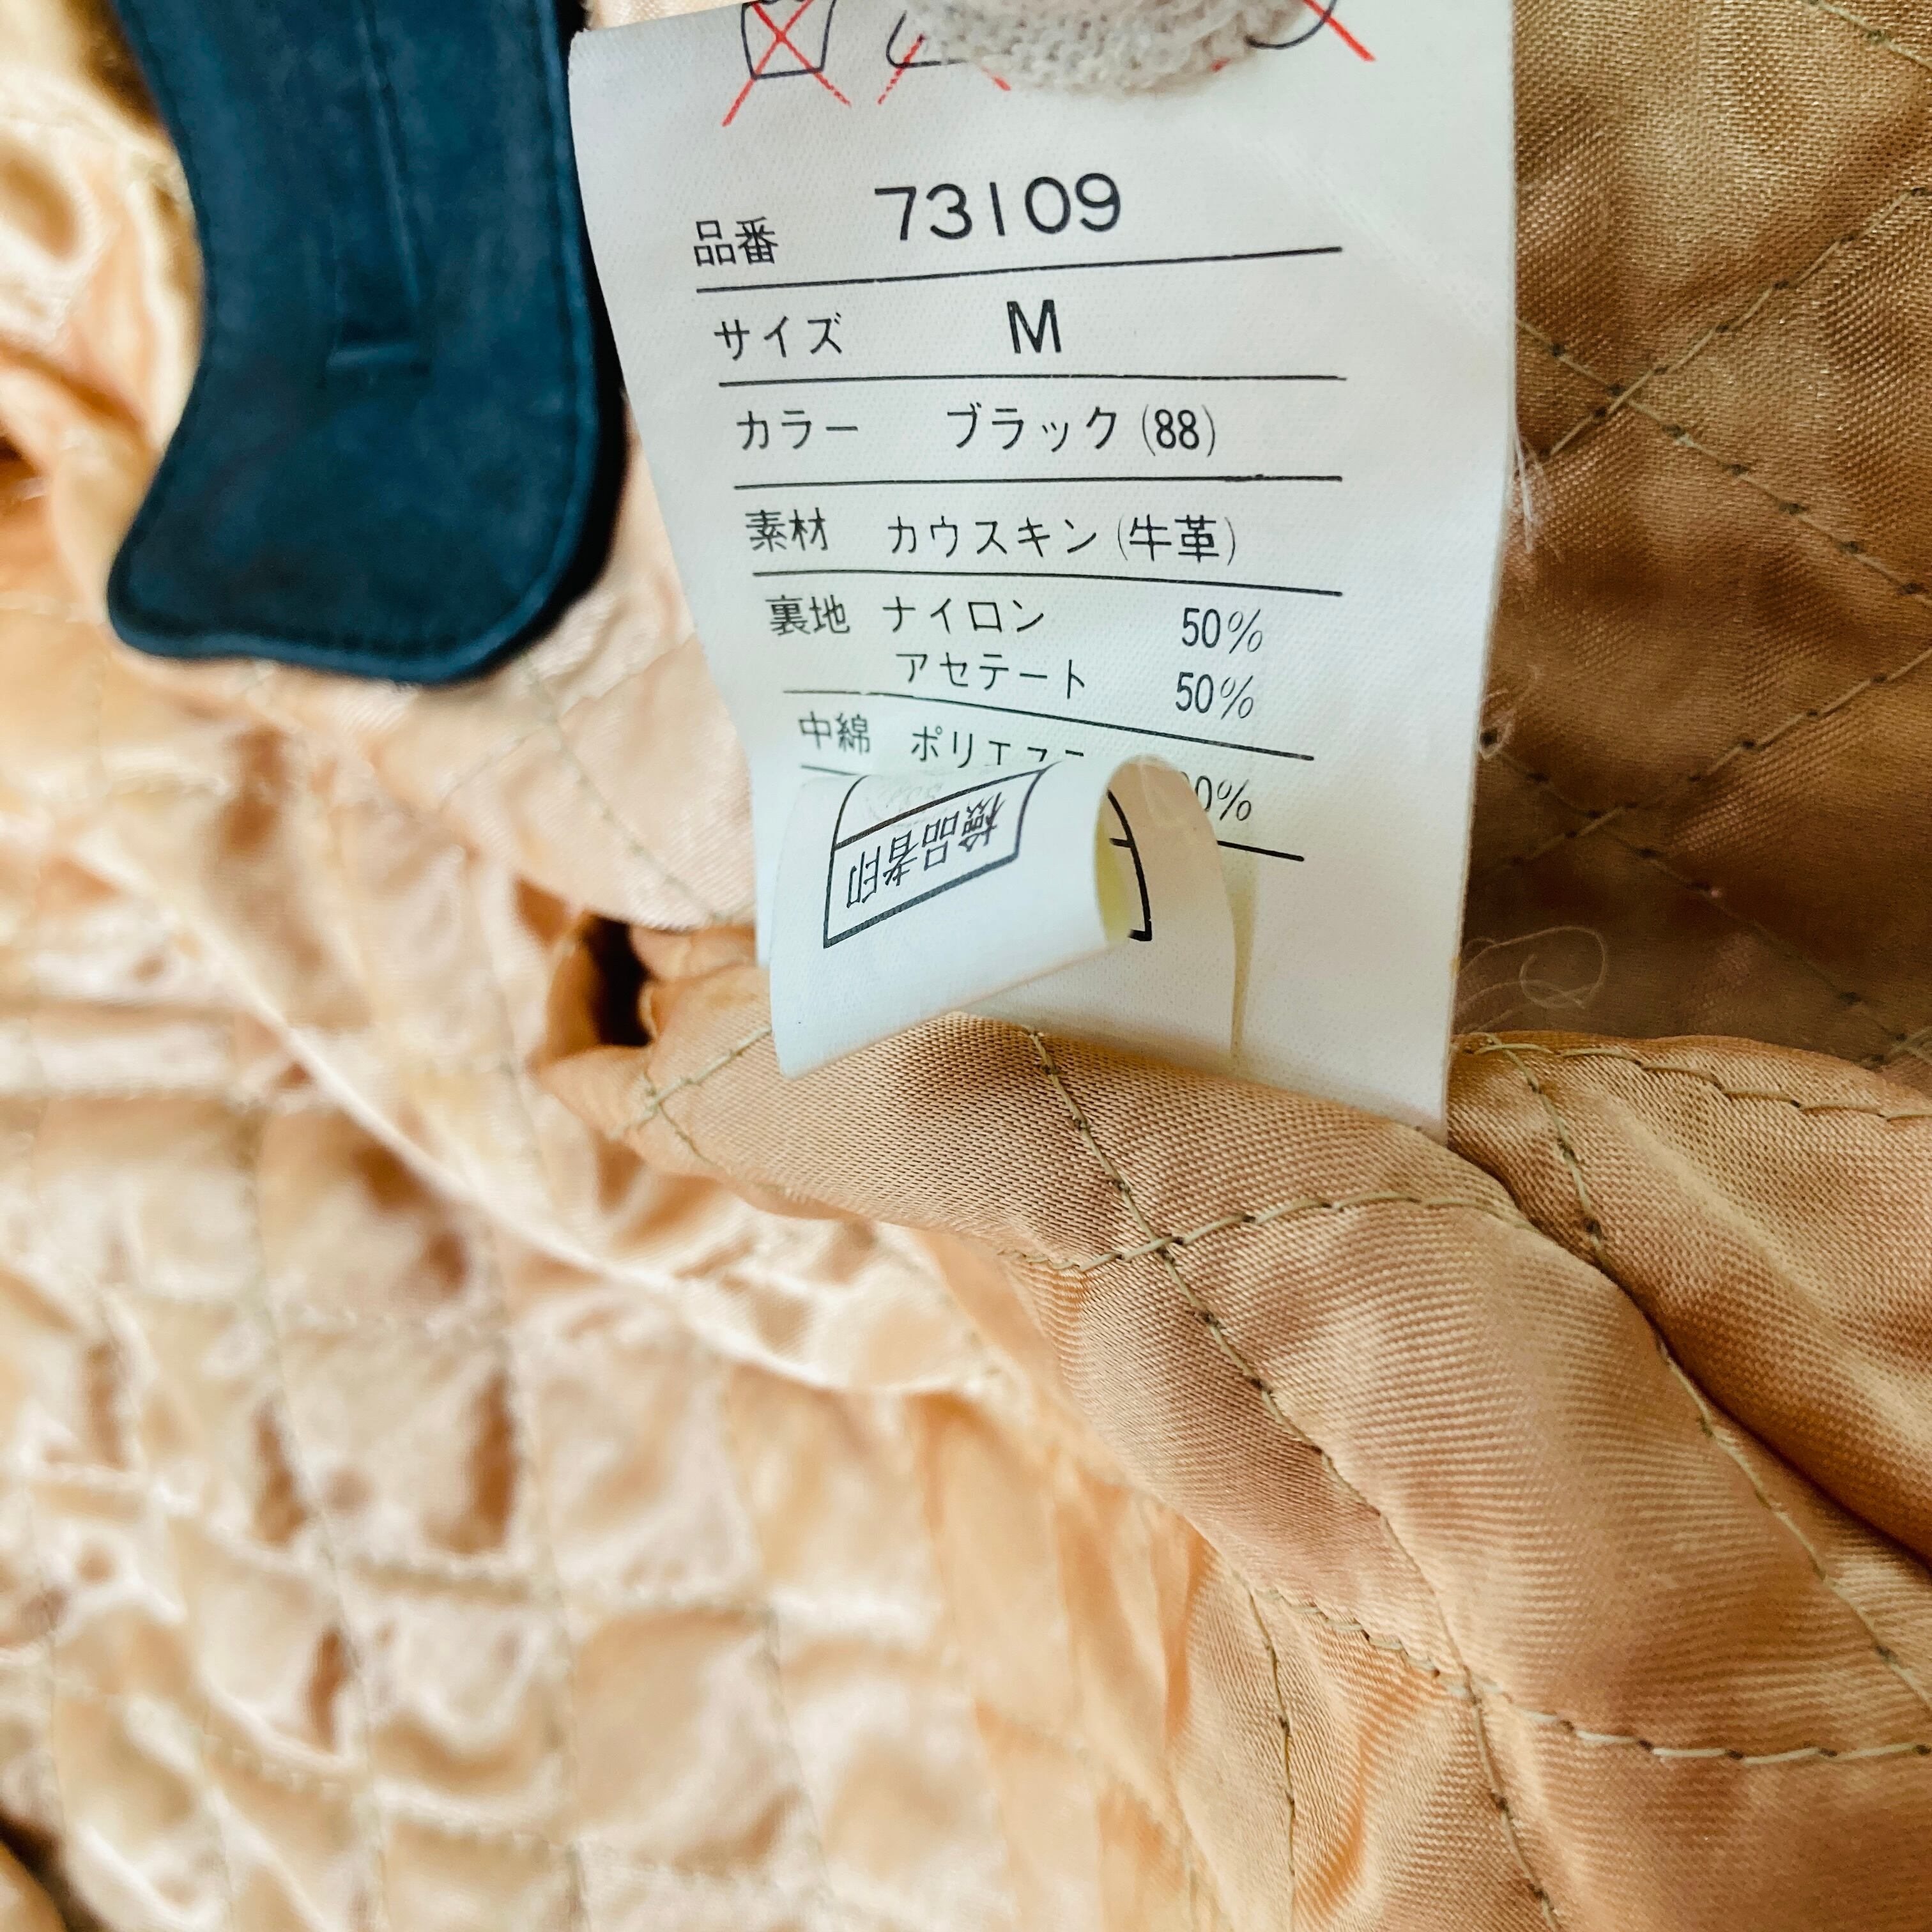 品番 73109
サイズ M
カラー ブラック (88)
素材 カウスキン (牛革)
裏地 ナイロン 50%
アセテート 50%
中綿
0%
検品者印